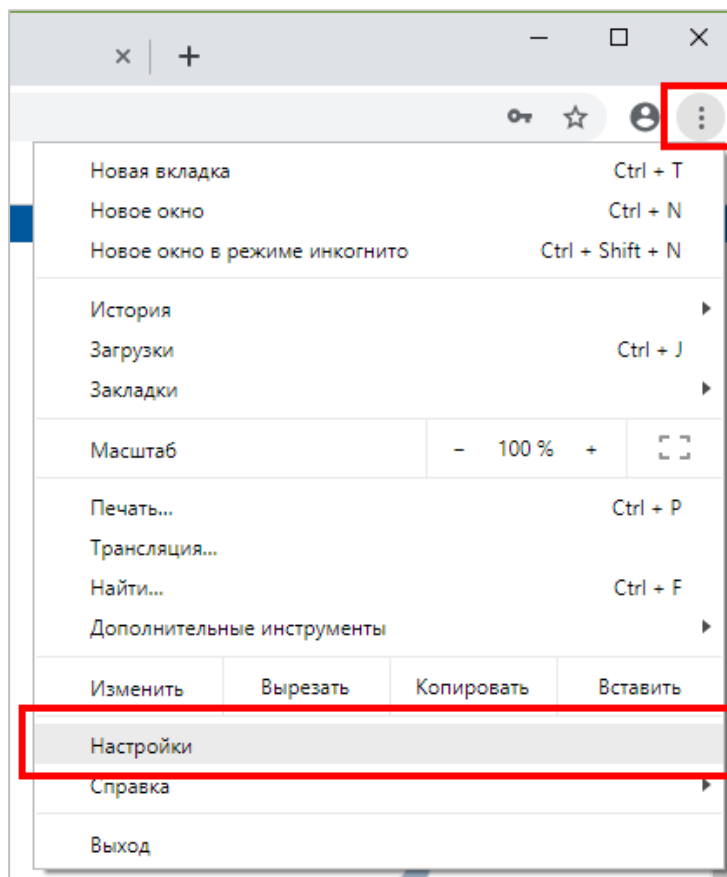 Новая вкладка Ctrl + T
Новое окно Ctrl + N
Новое окно в режиме инкогнито Ctrl + Shift + N
История
Загрузки Ctrl + J
Закладки
Масштаб - 100 % +
Печать... Ctrl + P
Трансляция...
Найти... Ctrl + F
Дополнительные инструменты
Изменить Вырезать Копировать Вставить
Настройки
Справка
Выход